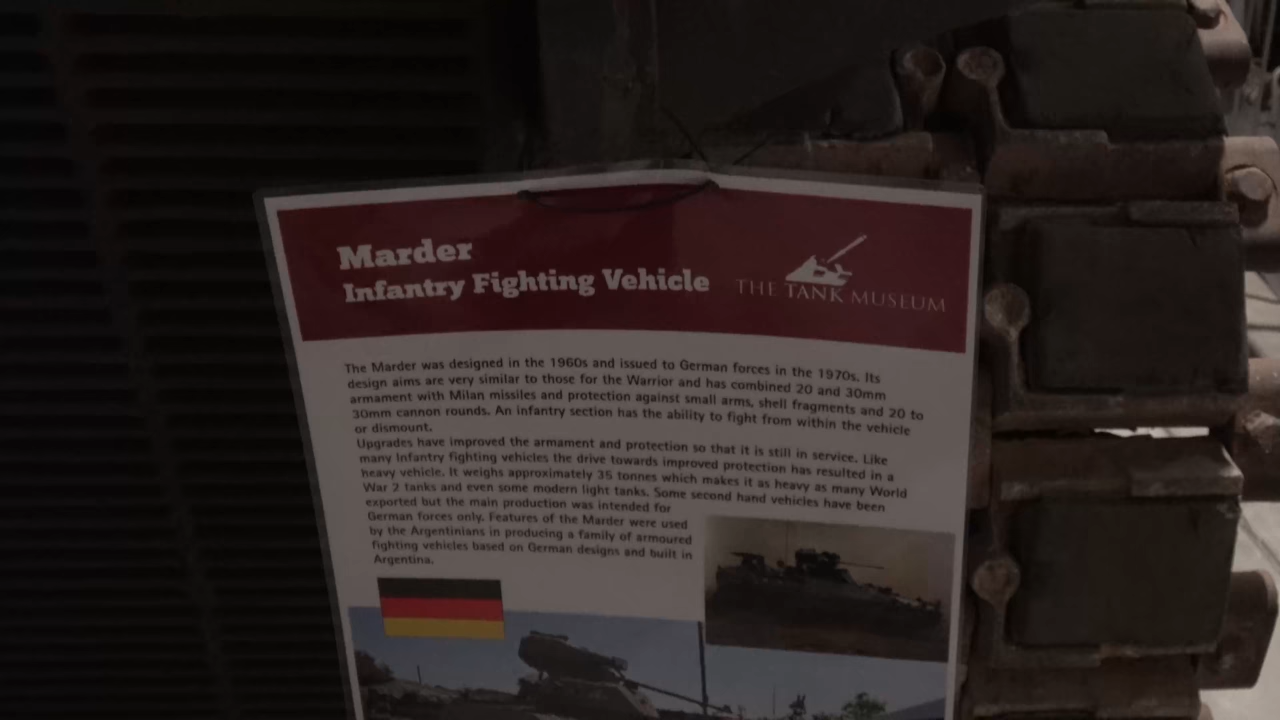 Marder
Infantry Fighting Vehicle
THE TANK MUSEUM
The Marder was designed in the 1960s and issued to German forces in the 1970s. Its
design aims are very similar to those for the Warrior and has combined 20 and 30mm
armament with Milan missiles and protection against small arms, shell fragments and 20 to
30mm cannon rounds. An infantry section has the ability to fight from within the vehicle
or dismount.
Upgrades have improved the armament and protection so that it is still in service. Like
many Infantry fighting vehicles the drive towards improved protection has resulted in a
heavy vehicle. It weighs approximately 35 tonnes which makes it as heavy as many World
War 2 tanks and even some modern light tanks. Some second hand vehicles have been
exported but the main production was intended for
German forces only. Features of the Marder were used
by the Argentinians in producing a family of armoured
fighting vehicles based on German designs and built in
Argentina.